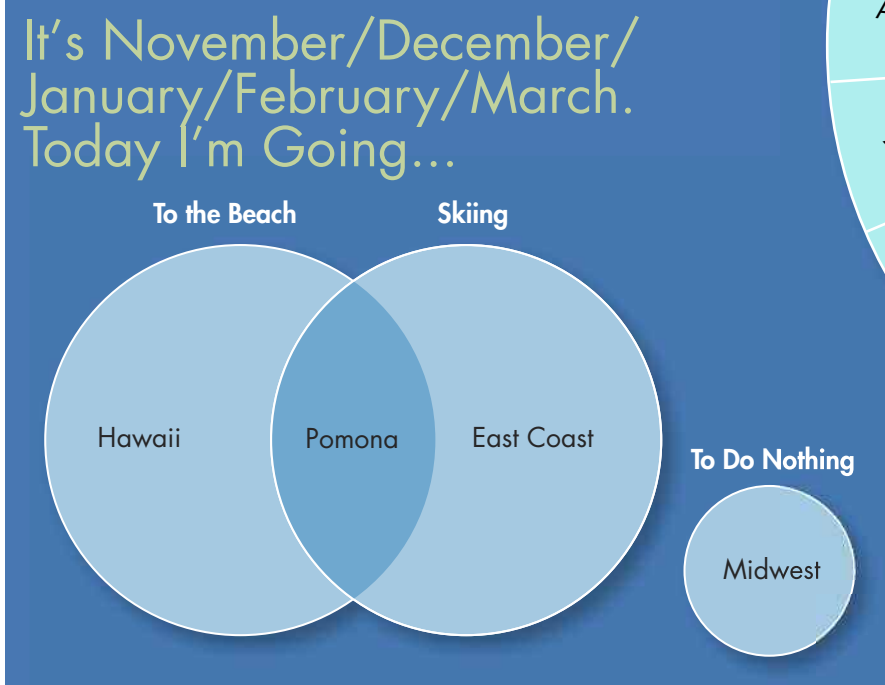 It's November/December/
January/February/March.
Today I'm Going...
To the Beach
Skiing
Hawaii
Pomona
East Coast
To Do Nothing
Midwest